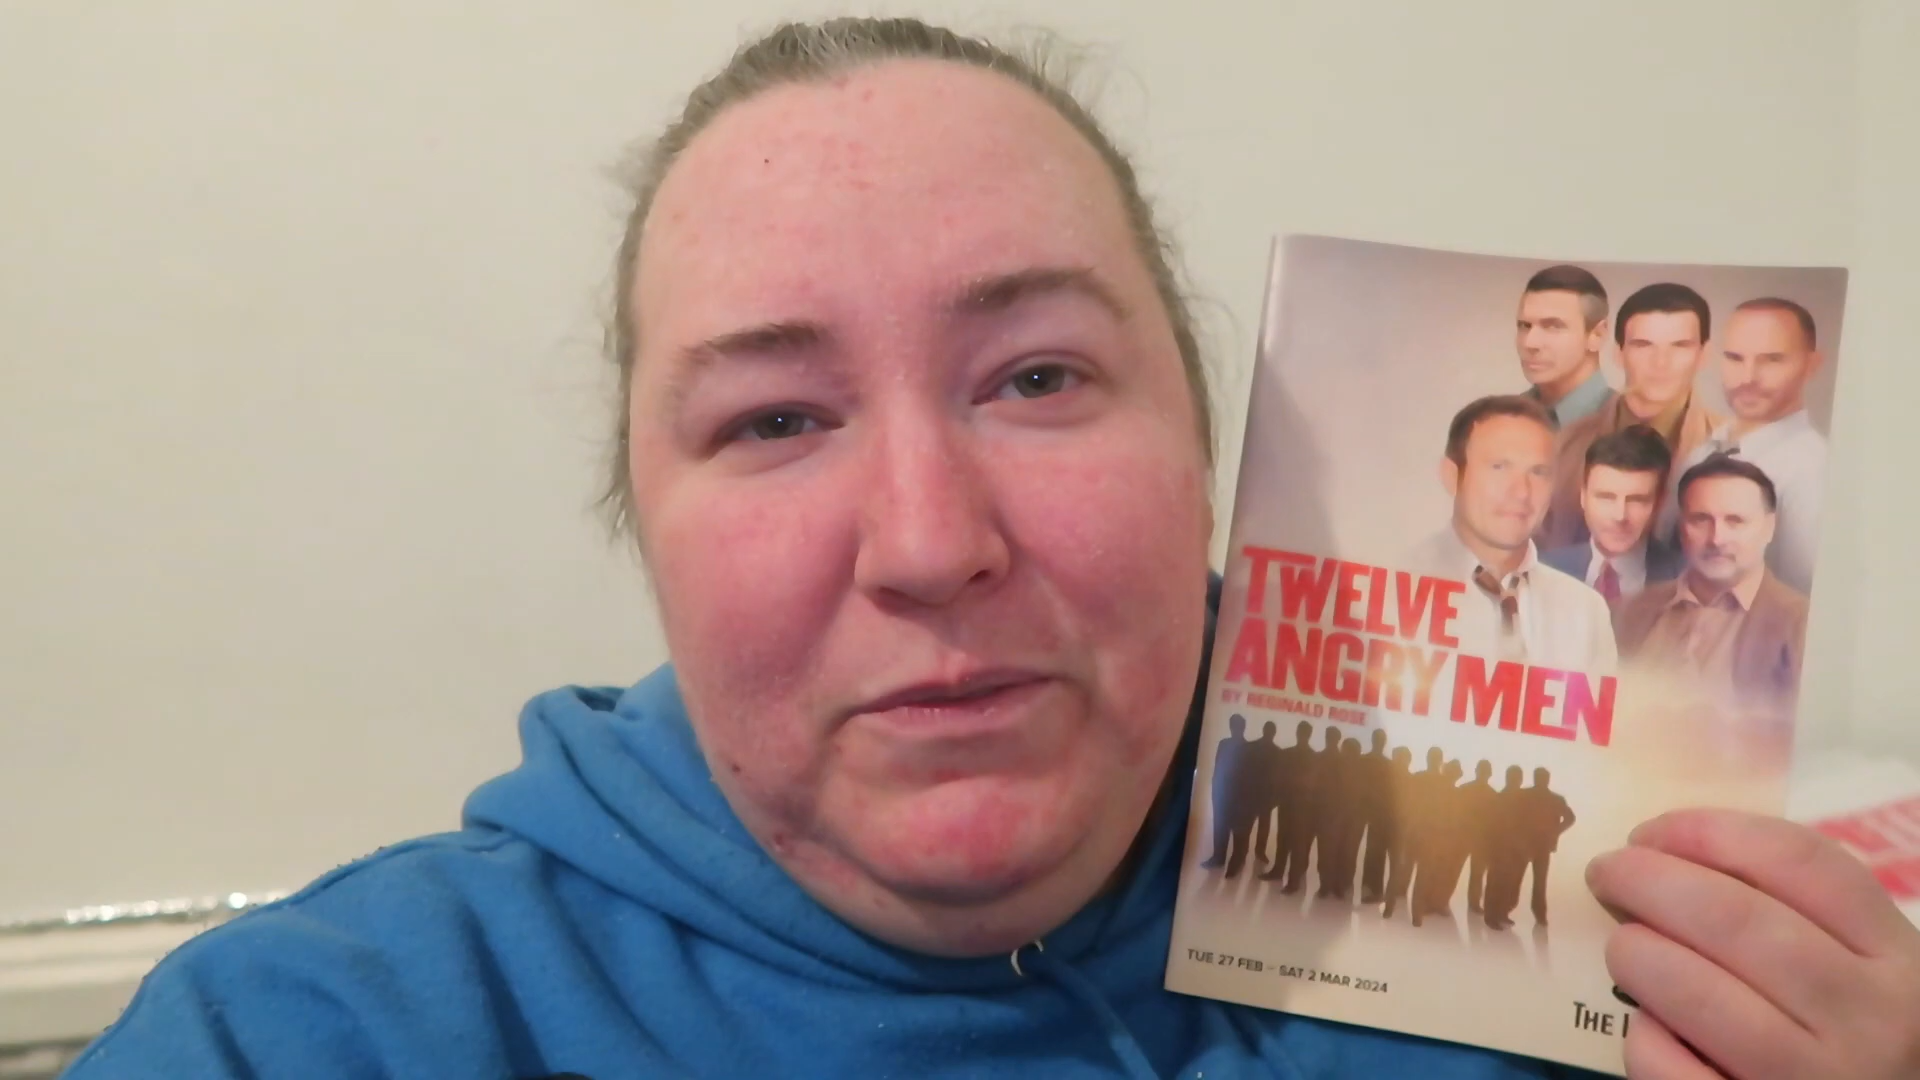 TWELVE
ANGRY MEN
BY REGINALD ROSE
TUE 27 FEB – SAT 2 MAR 2024
THE